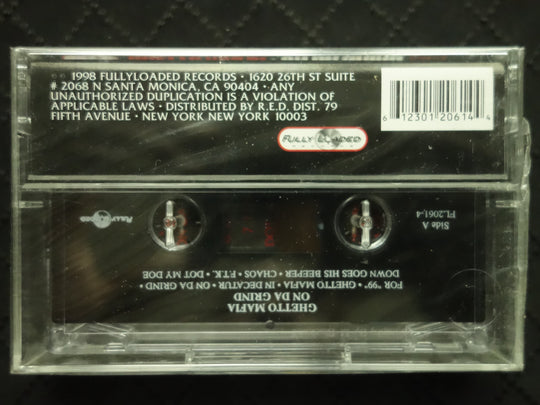 ℗© 1998 FULLYLOADED RECORDS • 1620 26TH ST SUITE
# 2068 N SANTA MONICA, CA 90404 • ANY
UNAUTHORIZED DUPLICATION IS A VIOLATION OF
APPLICABLE LAWS • DISTRIBUTED BY R.E.D. DIST. 79
FIFTH AVENUE • NEW YORK NEW YORK 10003
6 12301 20614 4
FULLY LOADED
GHETTO MAFIA
ON DA GRIND
FOR "99" • GHETTO MAFIA • IN DECATUR • ON DA GRIND •
DOWN GOES HIS BEEPER • CHAOS • F.T.K. • DOT MY DOE
Side A
FL2061-4
FULLY LOADED